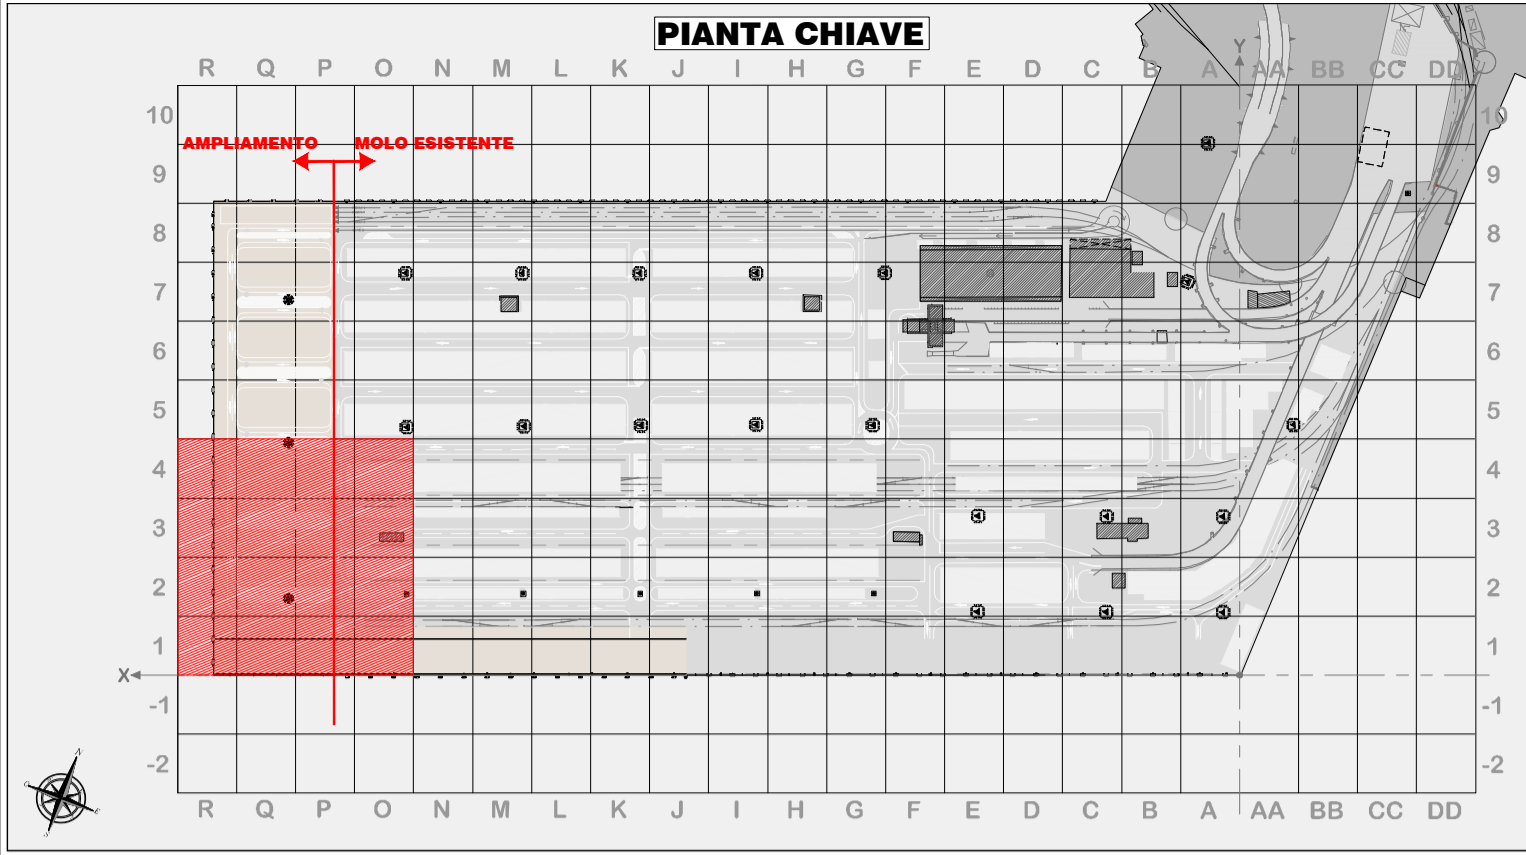 PIANTA CHIAVE
Y
R Q P O N M L K J I H G F E D C B A AA BB CC DD
10 10
AMPLIAMENTO MOLO ESISTENTE
9 9
8 8
7 7
6 6
5 5
4 4
3 3
2 2
1 1
X
-1 -1
-2 -2
N
O
E
S
R Q P O N M L K J I H G F E D C B A AA BB CC DD